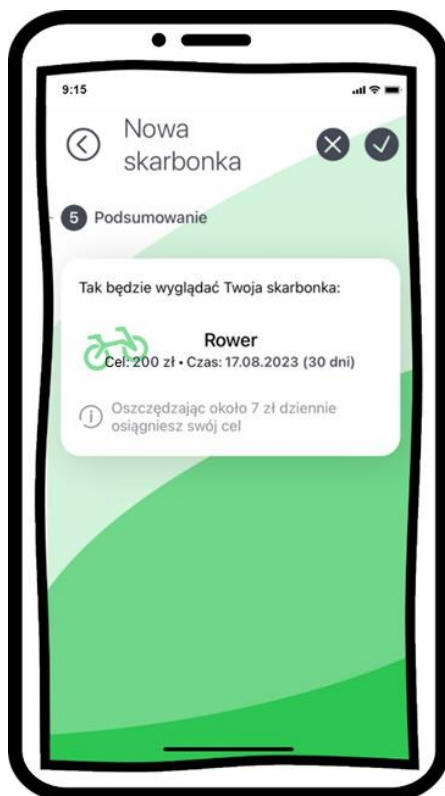 9:15
Nowa
skarbonka
5 Podsumowanie
Tak będzie wyglądać Twoja skarbonka:
Rower
Cel: 200 zł • Czas: 17.08.2023 (30 dni)
Oszczędzając około 7 zł dziennie
osiągniesz swój cel